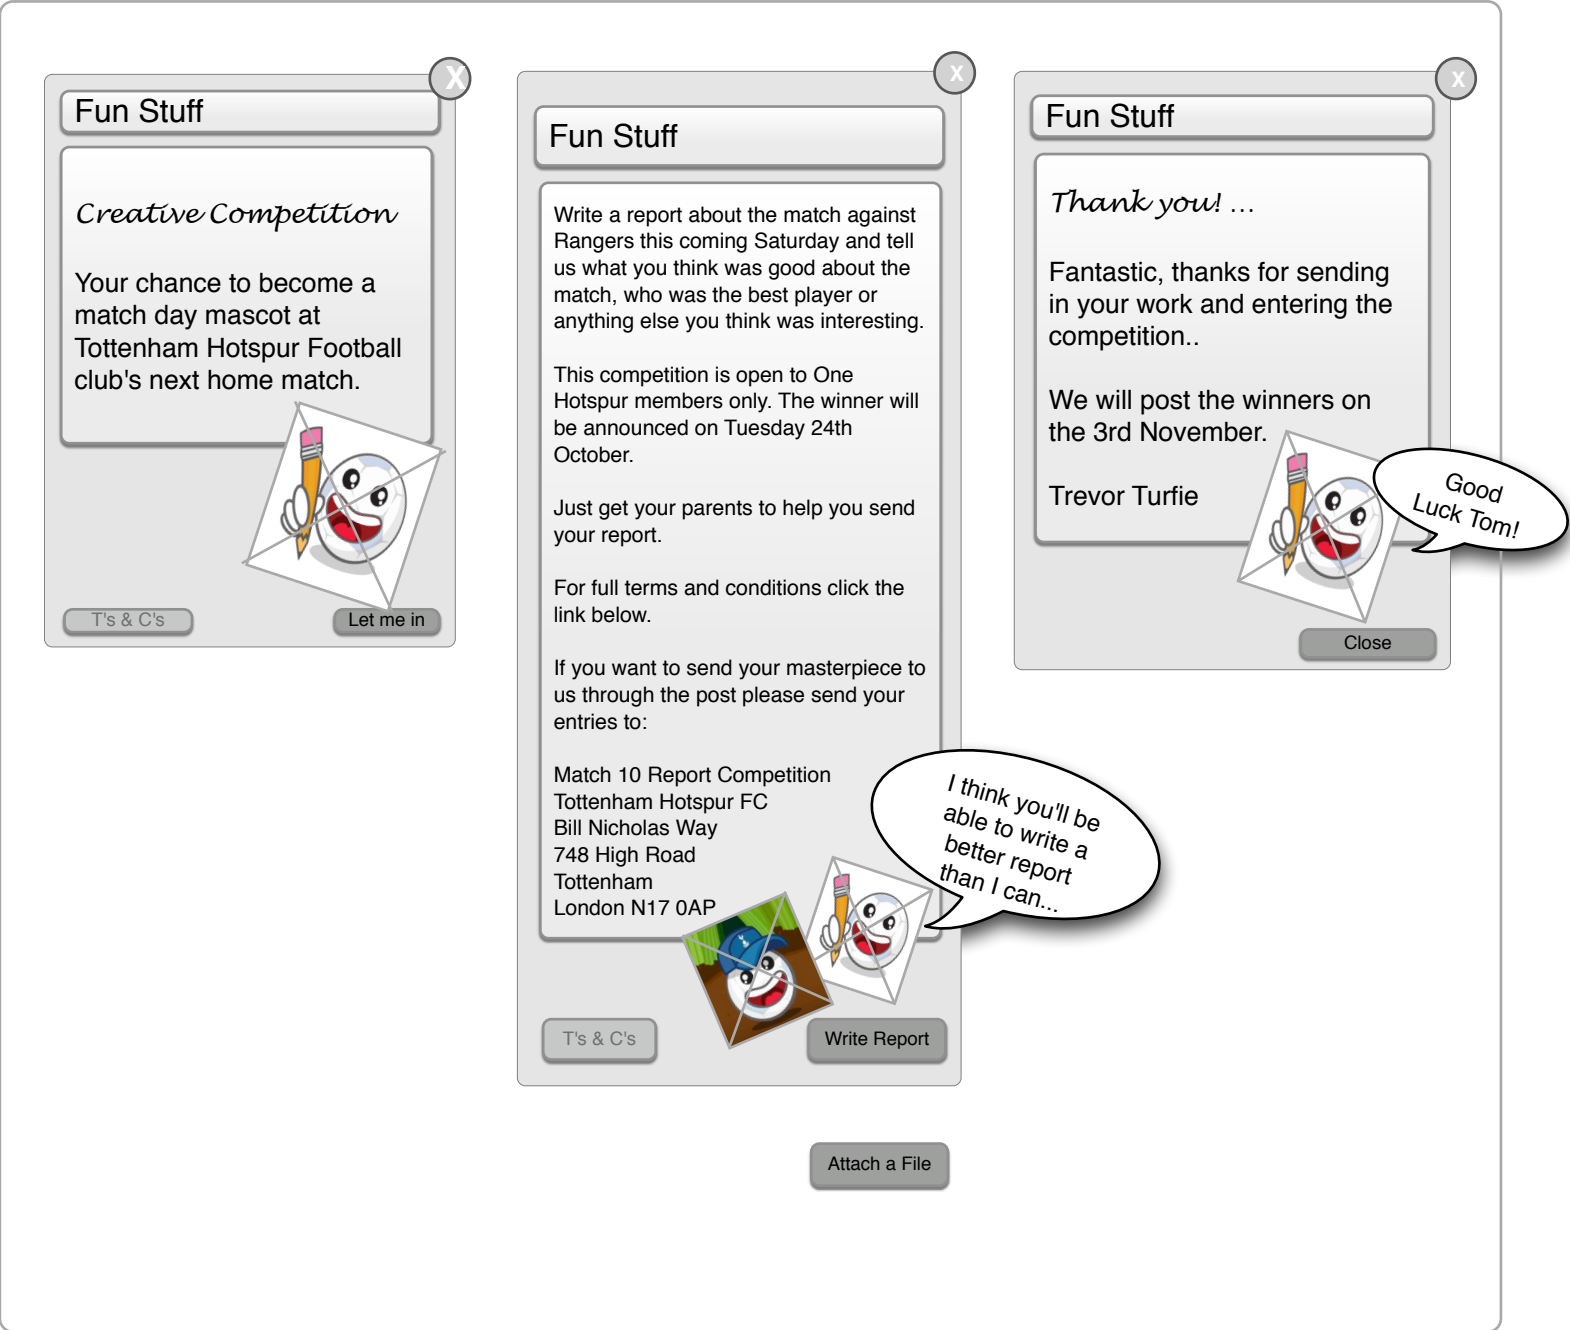 X
Fun Stuff
Creative Competition
Your chance to become a
match day mascot at
Tottenham Hotspur Football
club's next home match.
T's & C's
Let me in
X
Fun Stuff
Write a report about the match against
Rangers this coming Saturday and tell
us what you think was good about the
match, who was the best player or
anything else you think was interesting.
This competition is open to One
Hotspur members only. The winner will
be announced on Tuesday 24th
October.
Just get your parents to help you send
your report.
For full terms and conditions click the
link below.
If you want to send your masterpiece to
us through the post please send your
entries to:
Match 10 Report Competition
Tottenham Hotspur FC
Bill Nicholas Way
748 High Road
Tottenham
London N17 0AP
I think you'll be
able to write a
better report
than I can...
T's & C's
Write Report
Attach a File
X
Fun Stuff
Thank you! ...
Fantastic, thanks for sending
in your work and entering the
competition..
We will post the winners on
the 3rd November.
Trevor Turfie
Good
Luck Tom!
Close